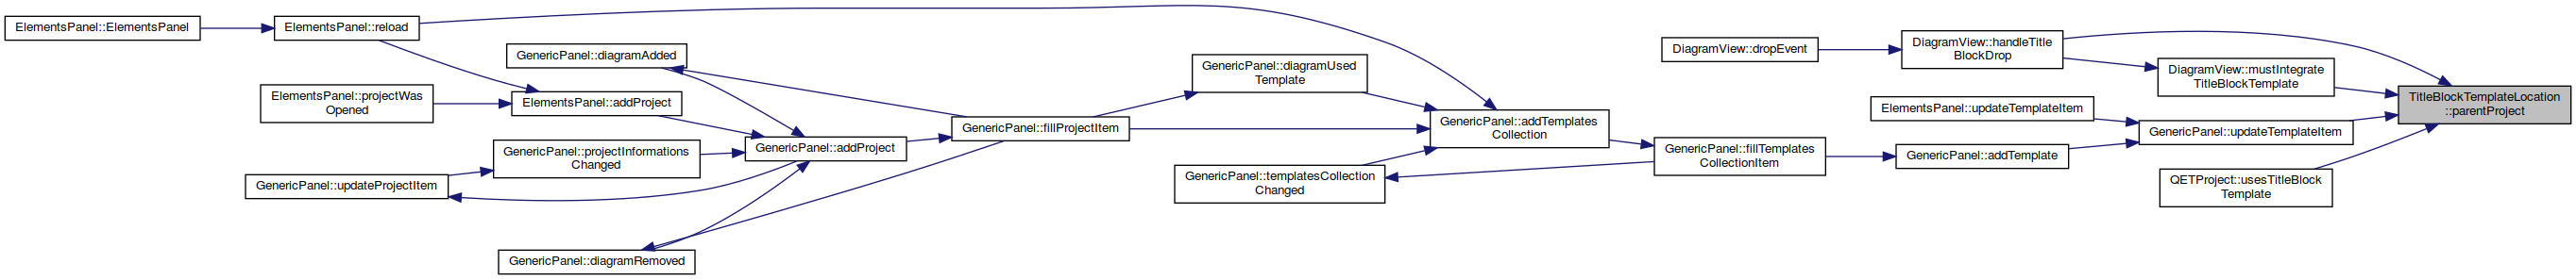 ElementsPanel::ElementsPanel
ElementsPanel::reload
GenericPanel::diagramAdded
ElementsPanel::projectWas
Opened
ElementsPanel::addProject
GenericPanel::projectInformations
Changed
GenericPanel::updateProjectItem
GenericPanel::diagramRemoved
GenericPanel::addProject
GenericPanel::fillProjectItem
GenericPanel::diagramUsed
Template
GenericPanel::templatesCollection
Changed
GenericPanel::addTemplates
Collection
DiagramView::dropEvent
GenericPanel::fillTemplates
CollectionItem
DiagramView::handleTitle
BlockDrop
ElementsPanel::updateTemplateItem
GenericPanel::addTemplate
DiagramView::mustIntegrate
TitleBlockTemplate
GenericPanel::updateTemplateItem
QETProject::usesTitleBlock
Template
TitleBlockTemplateLocation
::parentProject